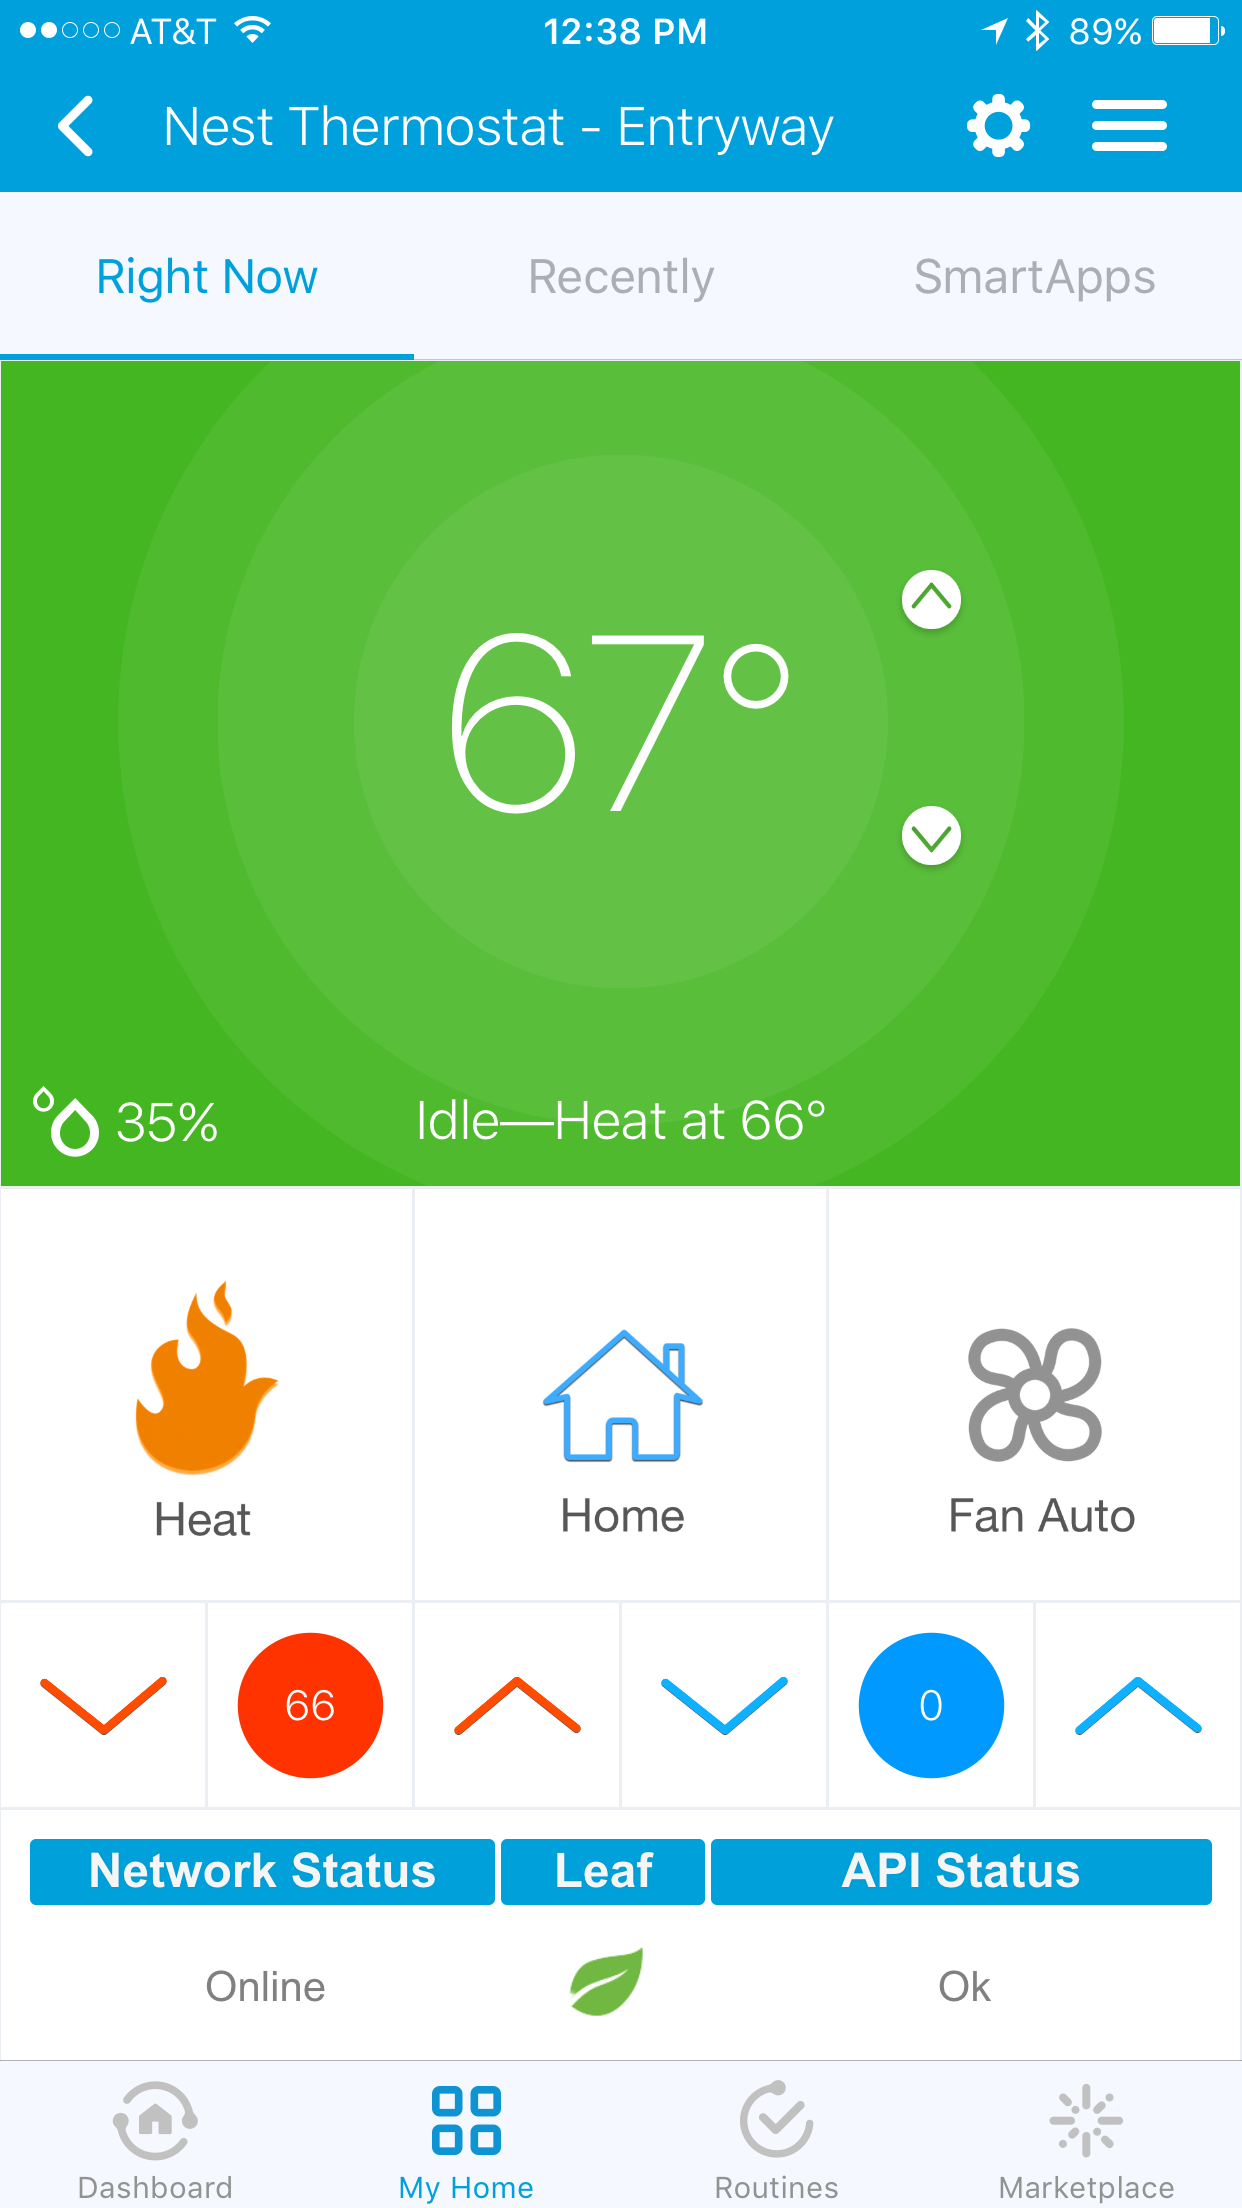 AT&T 12:38 PM 89%
Nest Thermostat - Entryway
Right Now Recently SmartApps
67°
35% Idle—Heat at 66°
Heat Home Fan Auto
66 0
Network Status Leaf API Status
Online Ok
Dashboard My Home Routines Marketplace